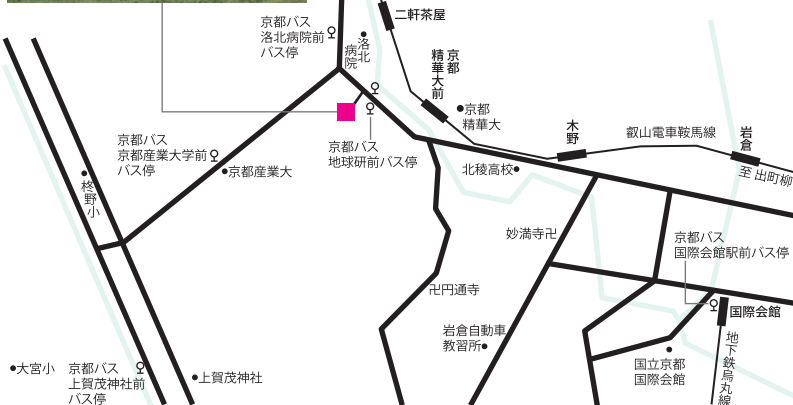 京都バス
洛北病院前
バス停
洛北
病院
二軒茶屋
京都
精華大前
京都
精華大
木野
叡山電車鞍馬線
岩倉
至 出町柳
京都バス
京都産業大学前
バス停
京都産業大
柊野小
京都バス
地球研前バス停
北稜高校
妙満寺卍
京都バス
国際会館駅前バス停
卍円通寺
国際会館
岩倉自動車
教習所
地下鉄烏丸線
国立京都
国際会館
大宮小
京都バス
上賀茂神社前
バス停
上賀茂神社